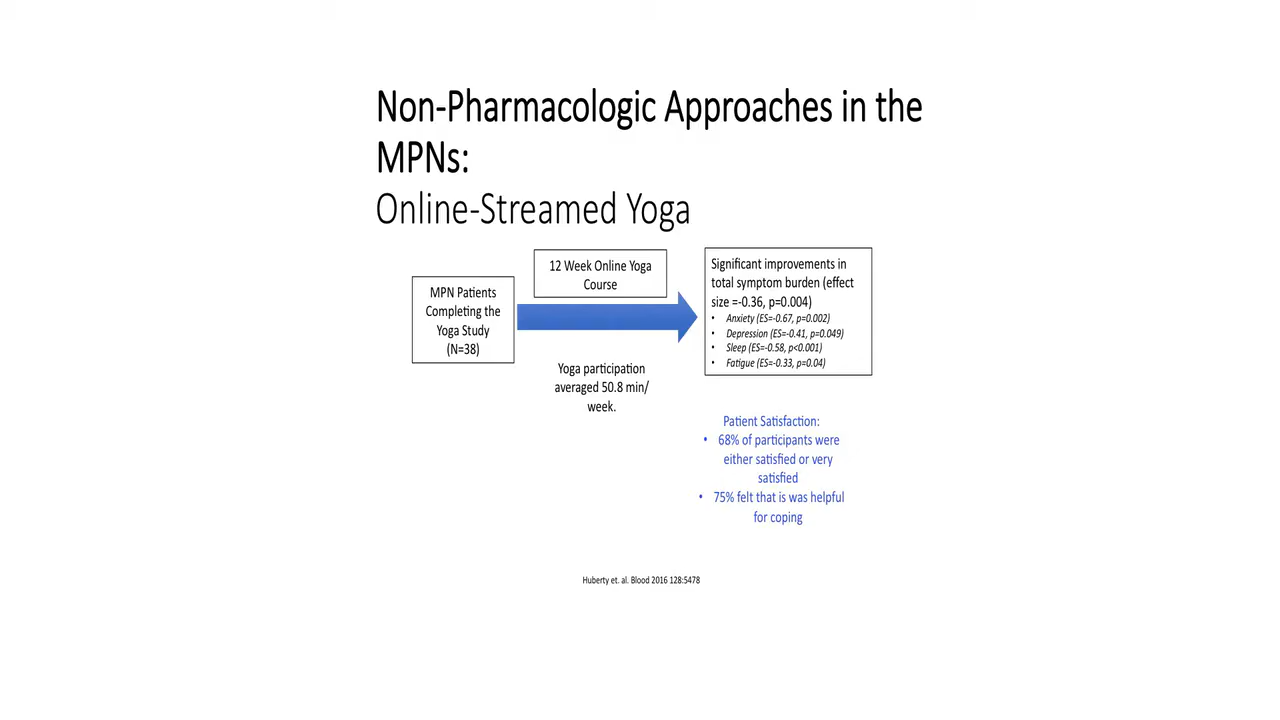 Non-Pharmacologic Approaches in the
MPNs:
Online-Streamed Yoga
MPN Patients
Completing the
Yoga Study
(N=38)
12 Week Online Yoga
Course
Yoga participation
averaged 50.8 min/
week.
Significant improvements in
total symptom burden (effect
size =-0.36, p=0.004)
• Anxiety (ES=-0.67, p=0.002)
• Depression (ES=-0.41, p=0.049)
• Sleep (ES=-0.58, p<0.001)
• Fatigue (ES=-0.33, p=0.04)
Patient Satisfaction:
• 68% of participants were
either satisfied or very
satisfied
• 75% felt that is was helpful
for coping
Huberty et. al. Blood 2016 128:5478